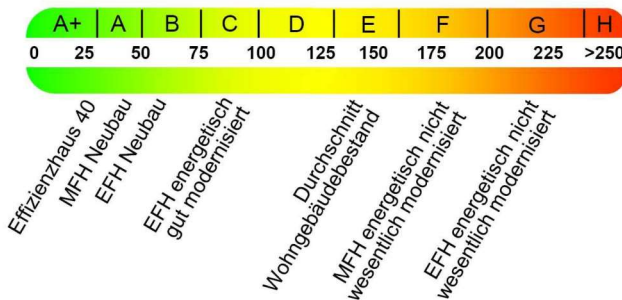 A+ A B C D E F G H
0 25 50 75 100 125 150 175 200 225 >250
Effizienzhaus 40
MFH Neubau
EFH Neubau
EFH energetisch
gut modernisiert
Durchschnitt
Wohngebäudebestand
MFH energetisch nicht
wesentlich modernisiert
EFH energetisch nicht
wesentlich modernisiert